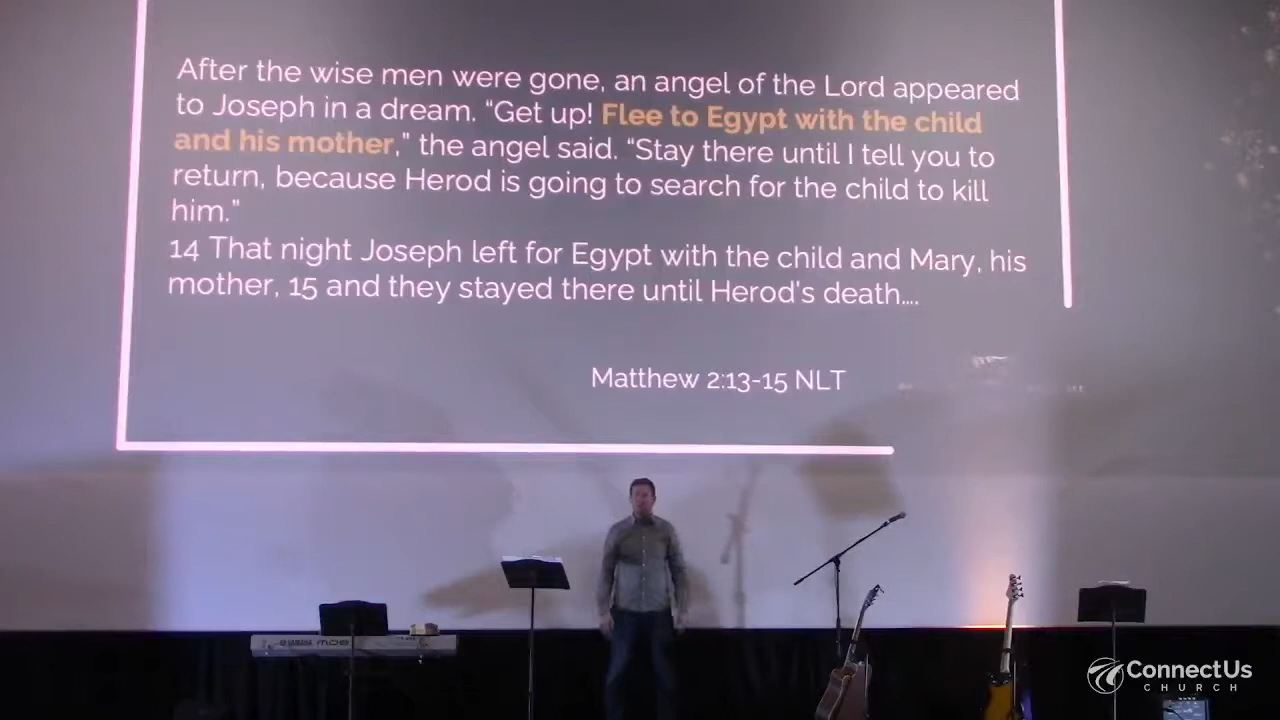 After the wise men were gone, an angel of the Lord appeared
to Joseph in a dream. “Get up! Flee to Egypt with the child
and his mother,” the angel said. “Stay there until I tell you to
return, because Herod is going to search for the child to kill
him.”
14 That night Joseph left for Egypt with the child and Mary, his
mother, 15 and they stayed there until Herod's death....
Matthew 2:13-15 NLT
ConnectUs
CHURCH